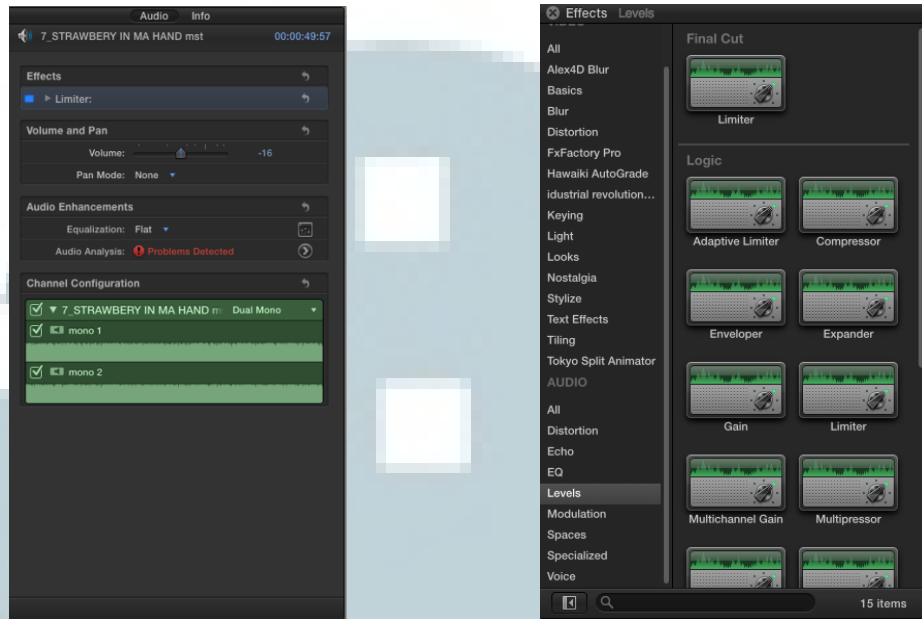 Audio Info
7_STRAWBERY IN MA HAND mst 00:00:49:57
Effects
Limiter:
Volume and Pan
Volume: -16
Pan Mode: None
Audio Enhancements
Equalization: Flat
Audio Analysis: Problems Detected
Channel Configuration
7_STRAWBERY IN MA HAND m Dual Mono
mono 1
mono 2
Effects Levels
VIDEO
All
Alex4D Blur
Basics
Blur
Distortion
FxFactory Pro
Hawaiki AutoGrade
idustrial revolution...
Keying
Light
Looks
Nostalgia
Stylize
Text Effects
Tiling
Tokyo Split Animator
AUDIO
All
Distortion
Echo
EQ
Levels
Modulation
Spaces
Specialized
Voice
Final Cut
Limiter
Logic
Adaptive Limiter Compressor
Enveloper Expander
Gain Limiter
Multichannel Gain Multipressor
15 items